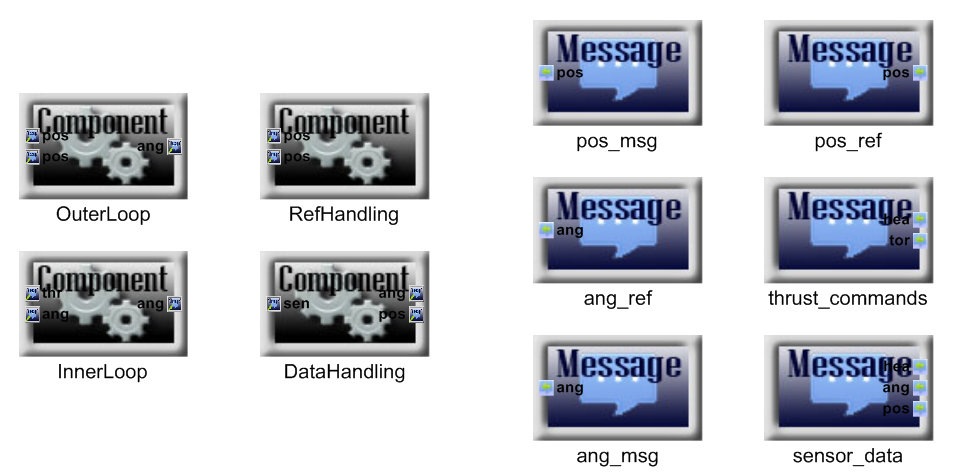 Message
pos
pos_msg
Message
pos
pos_ref
Component
pos
pos
ang
OuterLoop
Component
pos
pos
RefHandling
Message
ang
ang_ref
Message
hea
tor
thrust_commands
Component
thr
ang
ang
InnerLoop
Component
sen
ang
pos
DataHandling
Message
ang
ang_msg
Message
hea
ang
pos
sensor_data